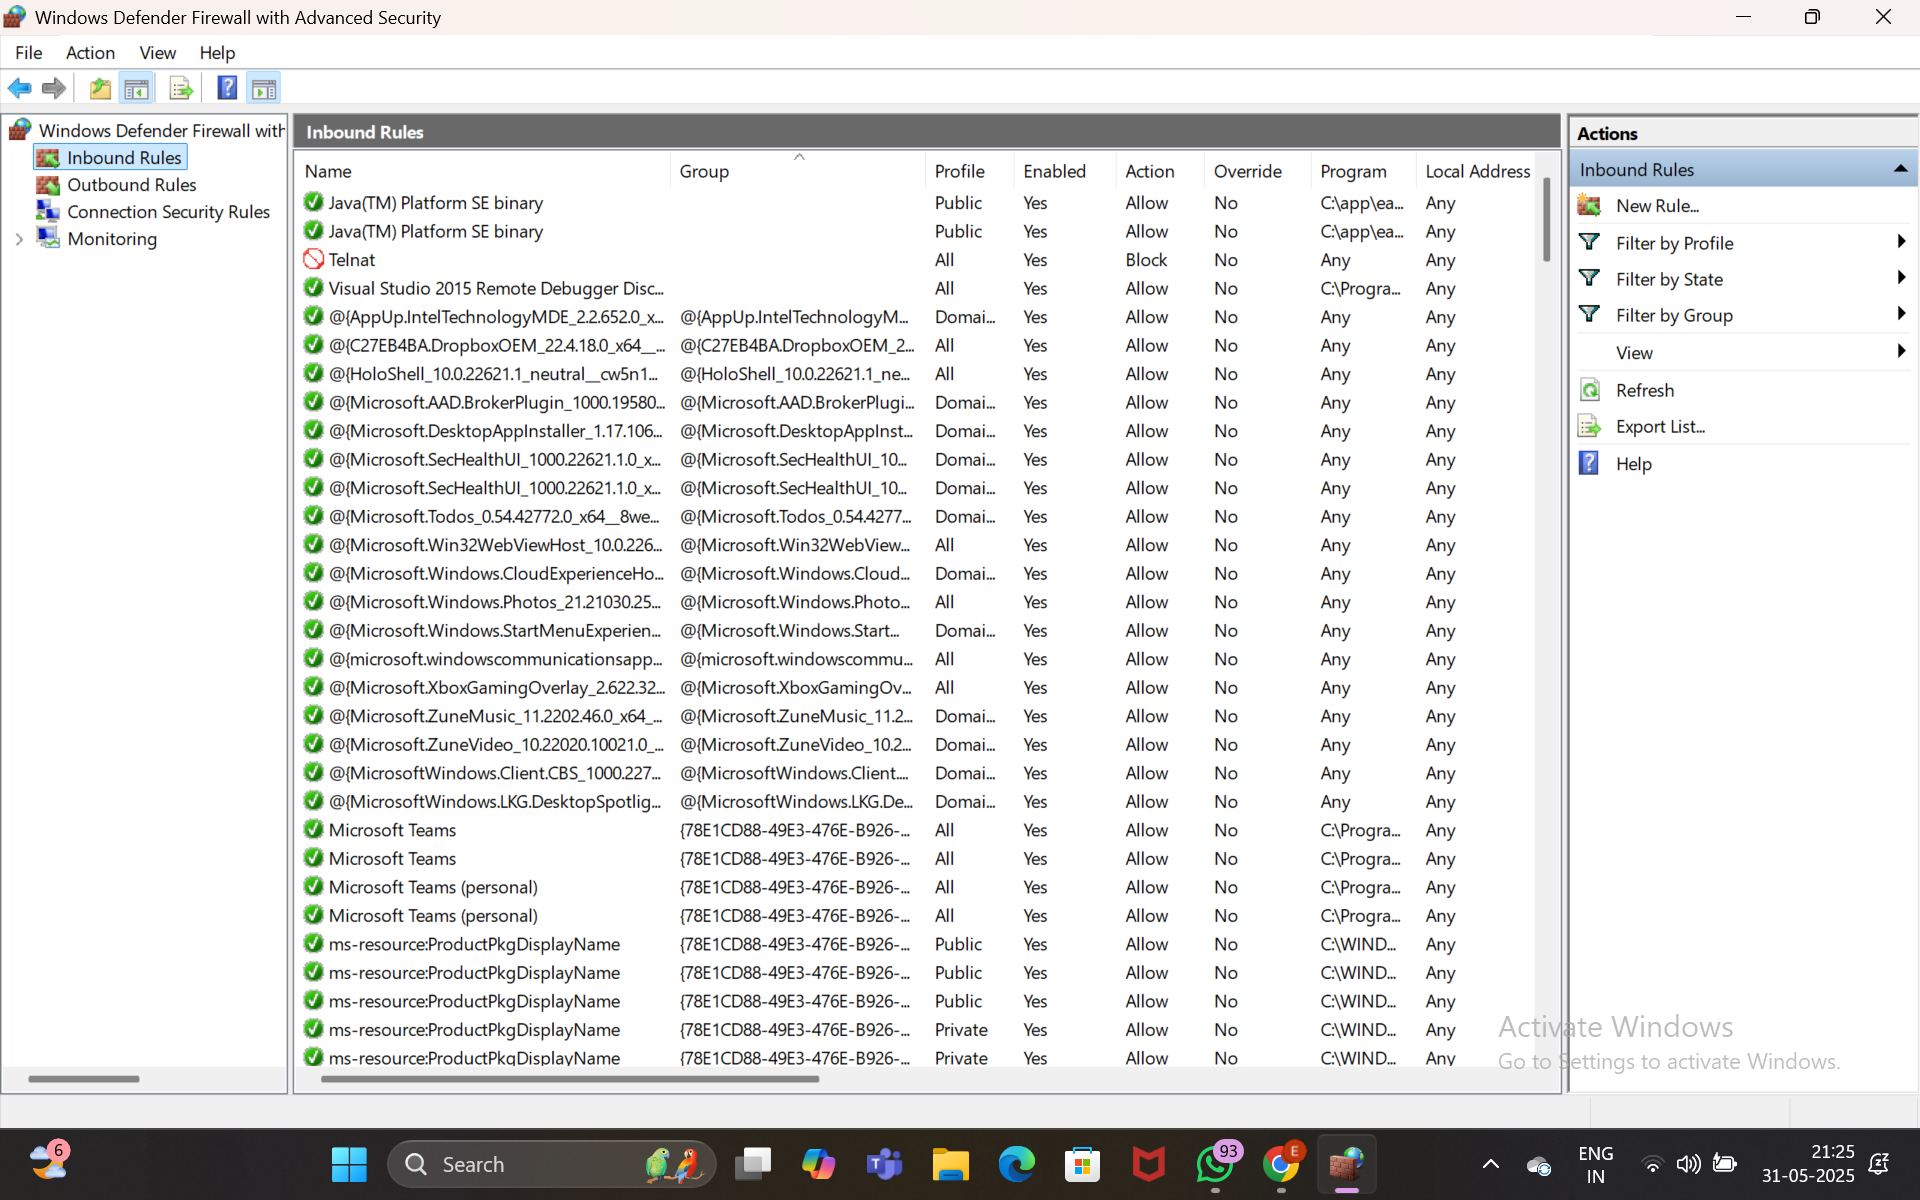 Windows Defender Firewall with Advanced Security
File Action View Help
Windows Defender Firewall with
Inbound Rules
Outbound Rules
Connection Security Rules
Monitoring
Inbound Rules
Name Group Profile Enabled Action Override Program Local Address
Java(TM) Platform SE binary Public Yes Allow No C:\app\ea... Any
Java(TM) Platform SE binary Public Yes Allow No C:\app\ea... Any
Telnat All Yes Block No Any Any
Visual Studio 2015 Remote Debugger Disc... All Yes Allow No C:\Progra... Any
@{AppUp.IntelTechnologyMDE_2.2.652.0_x... @{AppUp.IntelTechnologyM... Domai... Yes Allow No Any Any
@{C27EB4BA.DropboxOEM_22.4.18.0_x64__... @{C27EB4BA.DropboxOEM_2... All Yes Allow No Any Any
@{HoloShell_10.0.22621.1_neutral__cw5n1... @{HoloShell_10.0.22621.1_ne... All Yes Allow No Any Any
@{Microsoft.AAD.BrokerPlugin_1000.19580... @{Microsoft.AAD.BrokerPlugi... Domai... Yes Allow No Any Any
@{Microsoft.DesktopAppInstaller_1.17.106... @{Microsoft.DesktopAppInst... Domai... Yes Allow No Any Any
@{Microsoft.SecHealthUI_1000.22621.1.0_x... @{Microsoft.SecHealthUI_10... Domai... Yes Allow No Any Any
@{Microsoft.SecHealthUI_1000.22621.1.0_x... @{Microsoft.SecHealthUI_10... Domai... Yes Allow No Any Any
@{Microsoft.Todos_0.54.42772.0_x64__8we... @{Microsoft.Todos_0.54.4277... Domai... Yes Allow No Any Any
@{Microsoft.Win32WebViewHost_10.0.226... @{Microsoft.Win32WebView... All Yes Allow No Any Any
@{Microsoft.Windows.CloudExperienceHo... @{Microsoft.Windows.Cloud... Domai... Yes Allow No Any Any
@{Microsoft.Windows.Photos_21.21030.25... @{Microsoft.Windows.Photo... All Yes Allow No Any Any
@{Microsoft.Windows.StartMenuExperien... @{Microsoft.Windows.Start... Domai... Yes Allow No Any Any
@{microsoft.windowscommunicationsapp... @{microsoft.windowscommu... All Yes Allow No Any Any
@{Microsoft.XboxGamingOverlay_2.622.32... @{Microsoft.XboxGamingOv... All Yes Allow No Any Any
@{Microsoft.ZuneMusic_11.2202.46.0_x64_... @{Microsoft.ZuneMusic_11.2... Domai... Yes Allow No Any Any
@{Microsoft.ZuneVideo_10.22020.10021.0_... @{Microsoft.ZuneVideo_10.2... Domai... Yes Allow No Any Any
@{MicrosoftWindows.Client.CBS_1000.227... @{MicrosoftWindows.Client.... Domai... Yes Allow No Any Any
@{MicrosoftWindows.LKG.DesktopSpotlig... @{MicrosoftWindows.LKG.De... Domai... Yes Allow No Any Any
Microsoft Teams {78E1CD88-49E3-476E-B926-... All Yes Allow No C:\Progra... Any
Microsoft Teams {78E1CD88-49E3-476E-B926-... All Yes Allow No C:\Progra... Any
Microsoft Teams (personal) {78E1CD88-49E3-476E-B926-... All Yes Allow No C:\Progra... Any
Microsoft Teams (personal) {78E1CD88-49E3-476E-B926-... All Yes Allow No C:\Progra... Any
ms-resource:ProductPkgDisplayName {78E1CD88-49E3-476E-B926-... Public Yes Allow No C:\WIND... Any
ms-resource:ProductPkgDisplayName {78E1CD88-49E3-476E-B926-... Public Yes Allow No C:\WIND... Any
ms-resource:ProductPkgDisplayName {78E1CD88-49E3-476E-B926-... Public Yes Allow No C:\WIND... Any
ms-resource:ProductPkgDisplayName {78E1CD88-49E3-476E-B926-... Private Yes Allow No C:\WIND... Any
ms-resource:ProductPkgDisplayName {78E1CD88-49E3-476E-B926-... Private Yes Allow No C:\WIND... Any
Actions
Inbound Rules
New Rule...
Filter by Profile
Filter by State
Filter by Group
View
Refresh
Export List...
Help
Activate Windows
Go to Settings to activate Windows.
6
Search
93
E
ENG
IN
21:25
31-05-2025